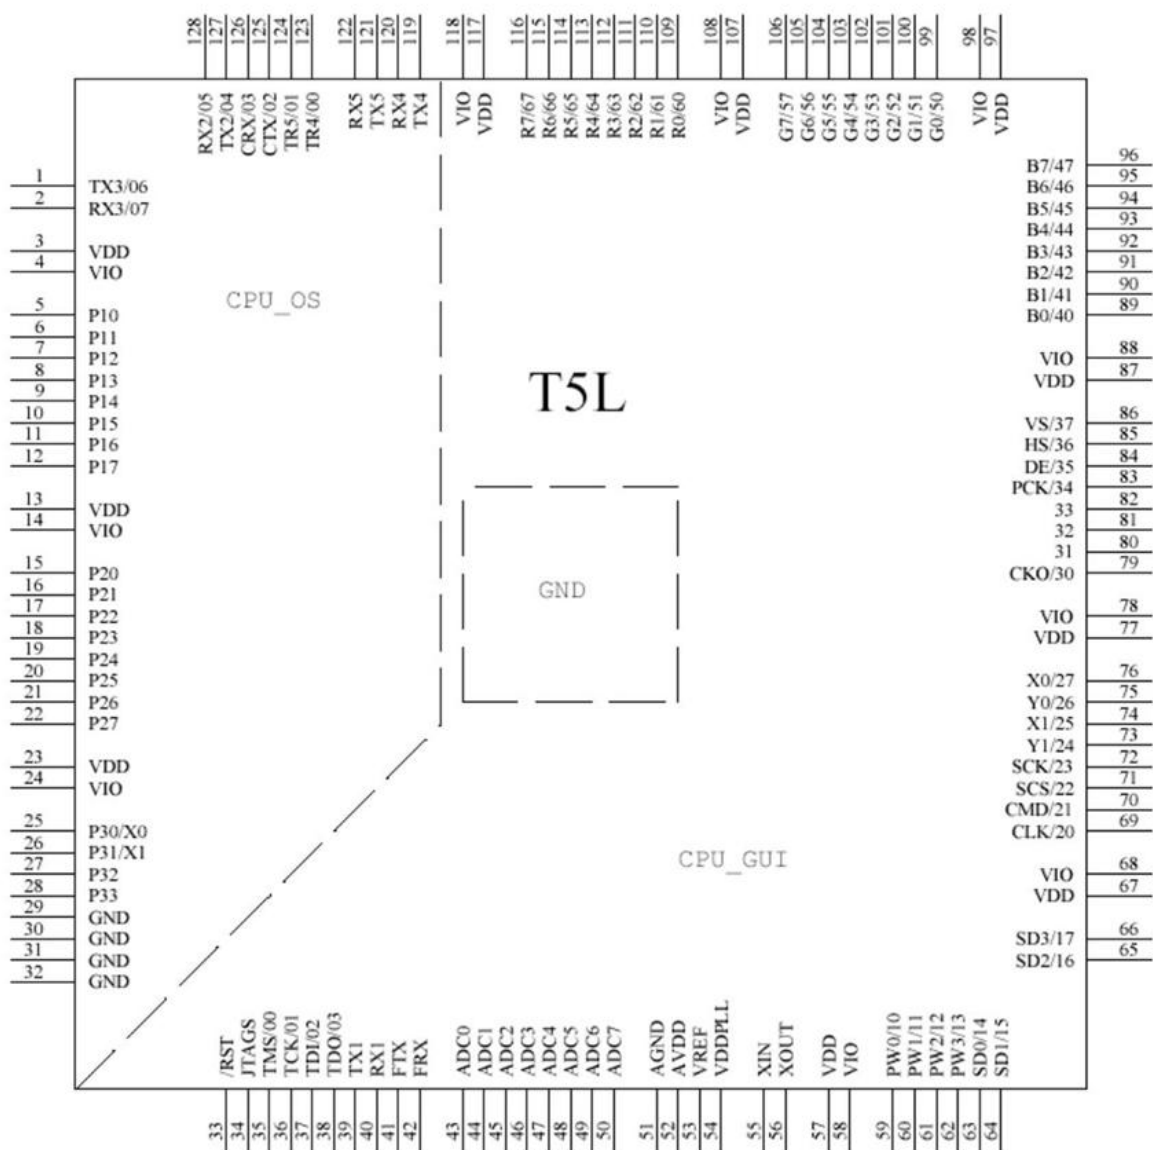 128 127 126 125 124 123 122 121 120 119 118 117 116 115 114 113 112 111 110 109 108 107 106 105 104 103 102 101 100 99 98 97
RX2/05 TX2/04 CRX/03 CTX/02 TR5/01 TR4/00 RX5 TX5 RX4 TX4 VIO VDD R7/67 R6/66 R5/65 R4/64 R3/63 R2/62 R1/61 R0/60 VIO VDD G7/57 G6/56 G5/55 G4/54 G3/53 G2/52 G1/51 G0/50 VIO VDD
1 TX3/06
2 RX3/07
3 VDD
4 VIO
5 P10
6 P11
7 P12
8 P13
9 P14
10 P15
11 P16
12 P17
13 VDD
14 VIO
15 P20
16 P21
17 P22
18 P23
19 P24
20 P25
21 P26
22 P27
23 VDD
24 VIO
25 P30/X0
26 P31/X1
27 P32
28 P33
29 GND
30 GND
31 GND
32 GND
CPU_OS
T5L
GND
CPU_GUI
B7/47 96
B6/46 95
B5/45 94
B4/44 93
B3/43 92
B2/42 91
B1/41 90
B0/40 89
VIO 88
VDD 87
VS/37 86
HS/36 85
DE/35 84
PCK/34 83
33 82
32 81
31 80
CKO/30 79
VIO 78
VDD 77
X0/27 76
Y0/26 75
X1/25 74
Y1/24 73
SCK/23 72
SCS/22 71
CMD/21 70
CLK/20 69
VIO 68
VDD 67
SD3/17 66
SD2/16 65
/RST JTAGS TMS/00 TCK/01 TDI/02 TDO/03 TX1 RX1 FTX FRX ADC0 ADC1 ADC2 ADC3 ADC4 ADC5 ADC6 ADC7 AGND AVDD VREF VDDPLL XIN XOUT VDD VIO PW0/10 PW1/11 PW2/12 PW3/13 SD0/14 SD1/15
33 34 35 36 37 38 39 40 41 42 43 44 45 46 47 48 49 50 51 52 53 54 55 56 57 58 59 60 61 62 63 64